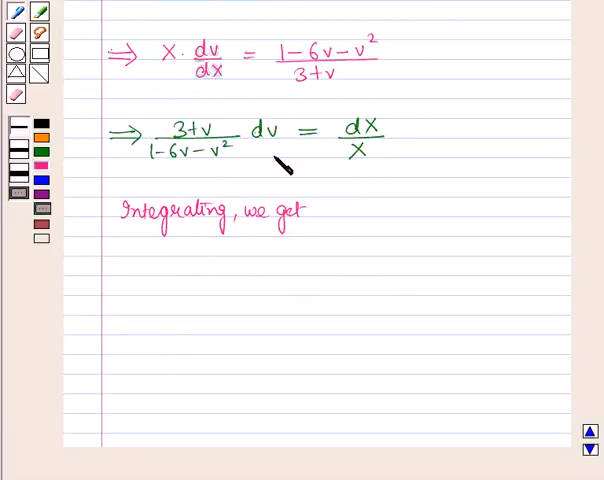 ⇒ x · dv/dx = (1 - 6v - v²)/(3 + v)
⇒ (3 + v)/(1 - 6v - v²) dv = dx/x
Integrating, we get